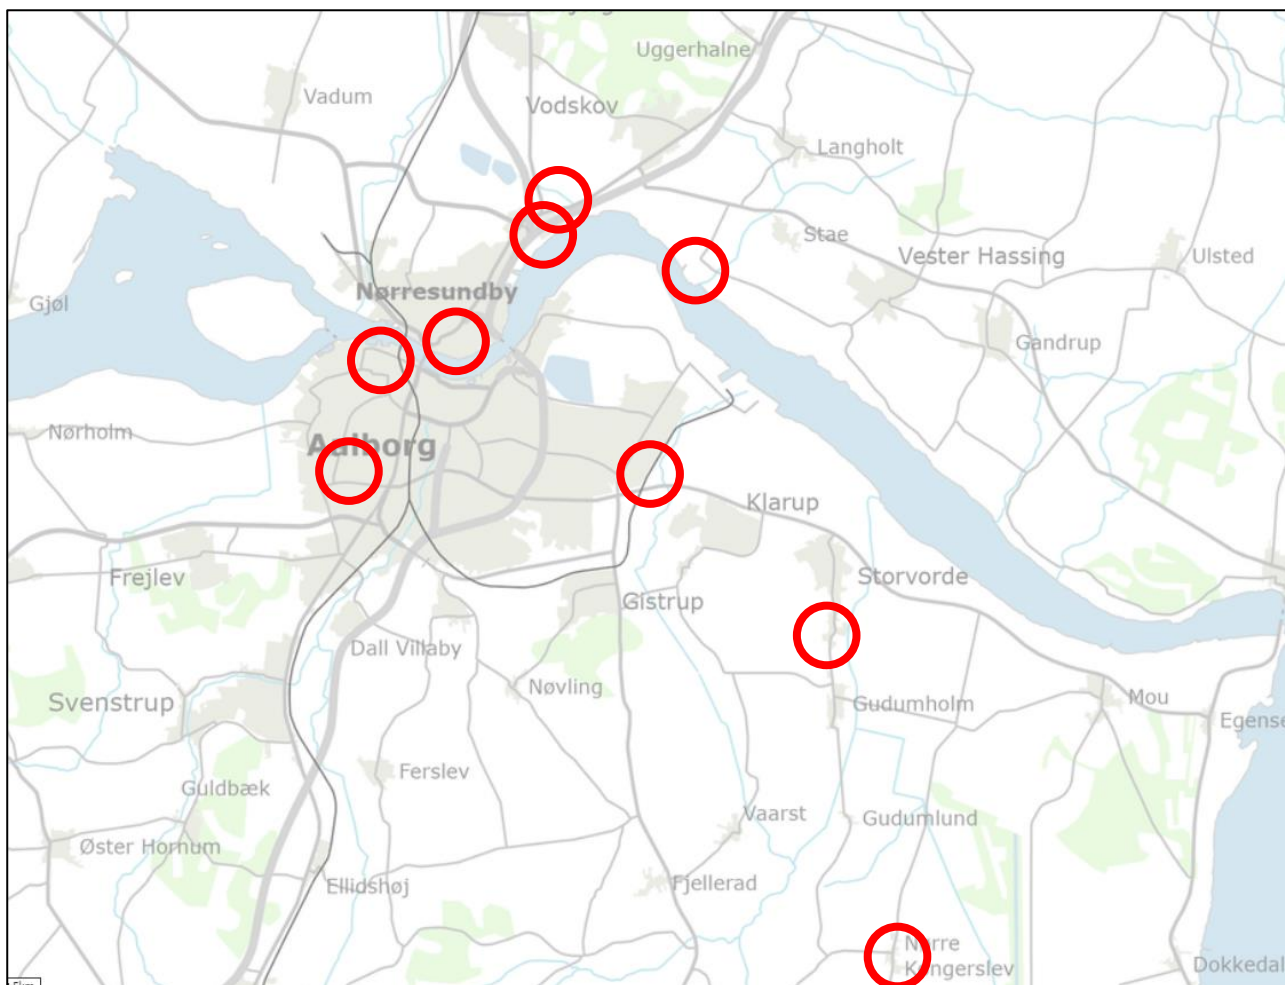 Uggerhalne
Vadum
Vodskov
Langholt
Stae
Vester Hassing
Ulsted
Gjøl
Nørresundby
Gandrup
Nørholm
Aalborg
Klarup
Frejlev
Storvorde
Gistrup
Dall Villaby
Nøvling
Svenstrup
Gudumholm
Mou
Egense
Ferslev
Guldbæk
Vaarst
Gudumlund
Øster Hornum
Fjellerad
Ellidshøj
Nørre
Kongerslev
Dokkedal